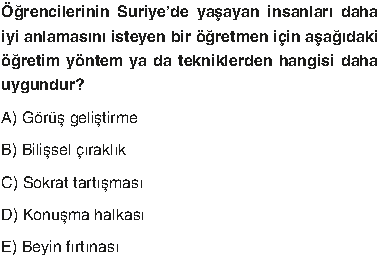 Öğrencilerinin Suriye'de yaşayan insanları daha
iyi anlamasını isteyen bir öğretmen için aşağıdaki
öğretim yöntem ya da tekniklerden hangisi daha
uygundur?
A) Görüş geliştirme
B) Bilişsel çıraklık
C) Sokrat tartışması
D) Konuşma halkası
E) Beyin fırtınası